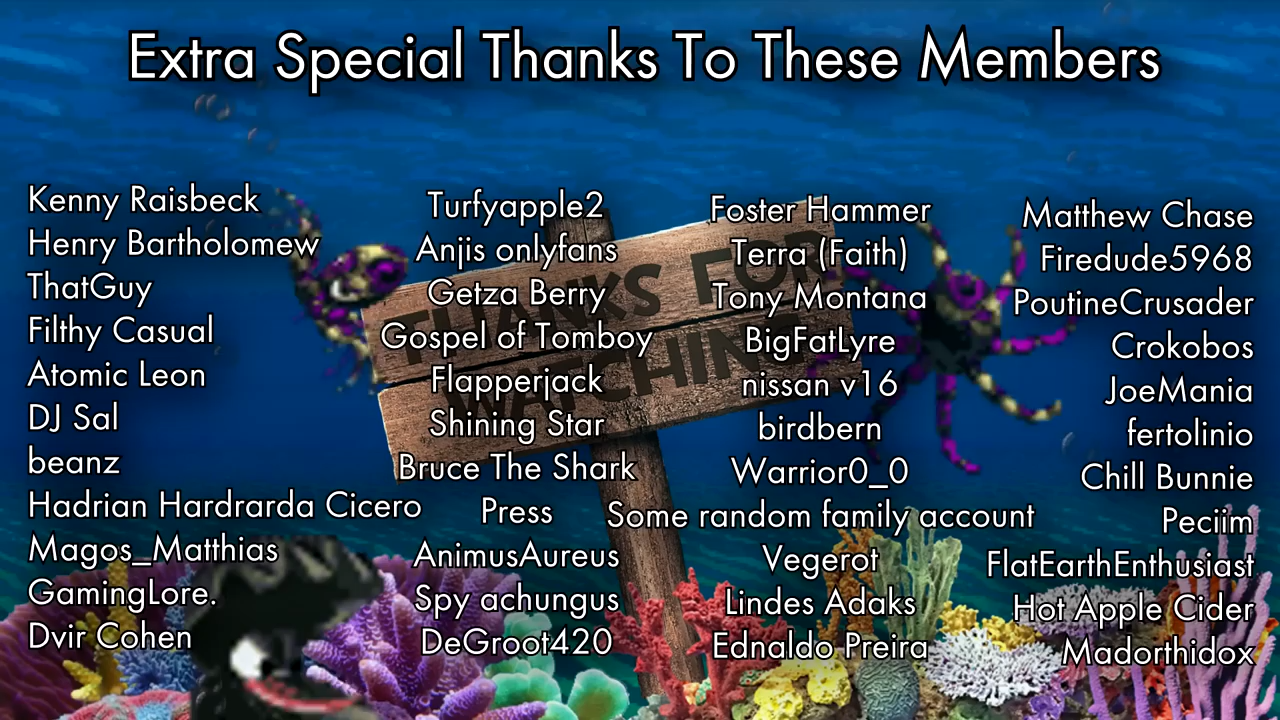 Extra Special Thanks To These Members
Kenny Raisbeck
Henry Bartholomew
ThatGuy
Filthy Casual
Atomic Leon
DJ Sal
beanz
Hadrian Hardrarda Cicero
Magos_Matthias
GamingLore.
Dvir Cohen
Turfyapple2
Anjis onlyfans
Getza Berry
Gospel of Tomboy
Flapperjack
Shining Star
Bruce The Shark
Press
AnimusAureus
Spy achungus
DeGroot420
Foster Hammer
Terra (Faith)
Tony Montana
BigFatLyre
nissan v16
birdbern
Warrior0_0
Some random family account
Vegerot
Lindes Adaks
Ednaldo Preira
Matthew Chase
Firedude5968
PoutineCrusader
Crokobos
JoeMania
fertolinio
Chill Bunnie
Peciim
FlatEarthEnthusiast
Hot Apple Cider
Madorthidox
THANKS FOR
WATCHING